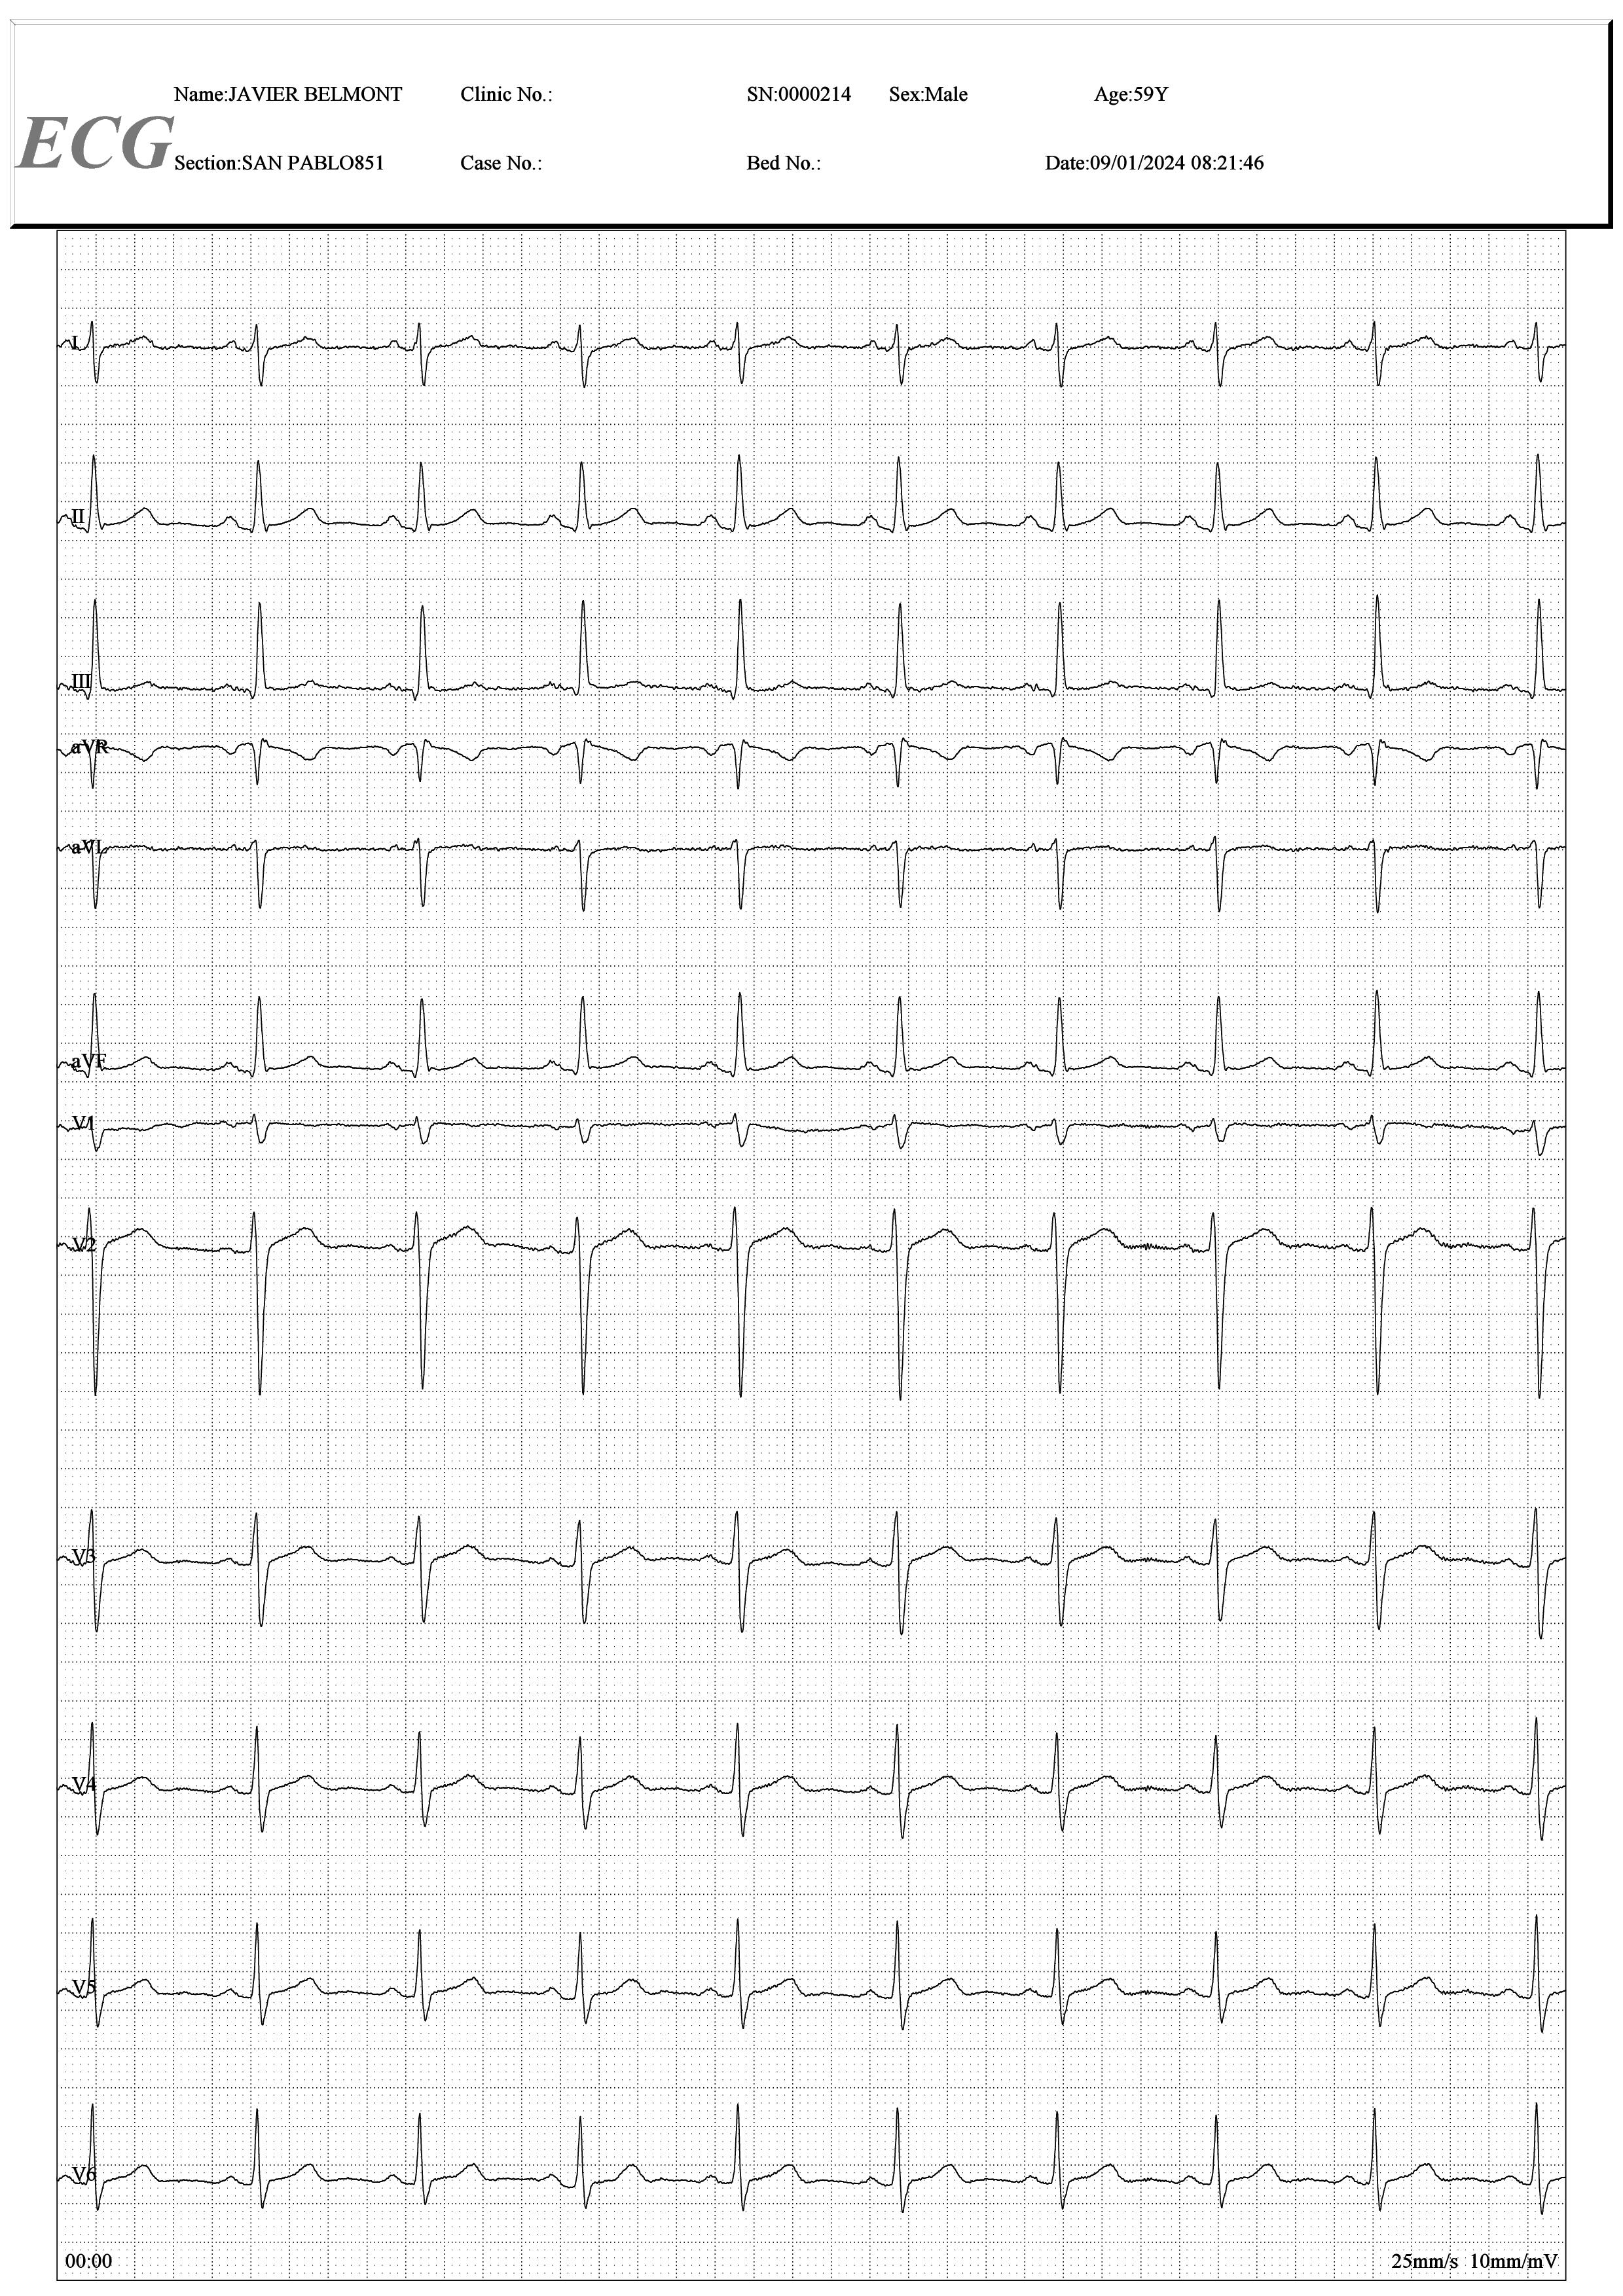 Name:JAVIER BELMONT Clinic No.: SN:0000214 Sex:Male Age:59Y
ECG
Section:SAN PABLO851 Case No.: Bed No.: Date:09/01/2024 08:21:46
I
II
III
aVR
aVL
aVF
V1
V2
V3
V4
V5
V6
00:00 25mm/s 10mm/mV